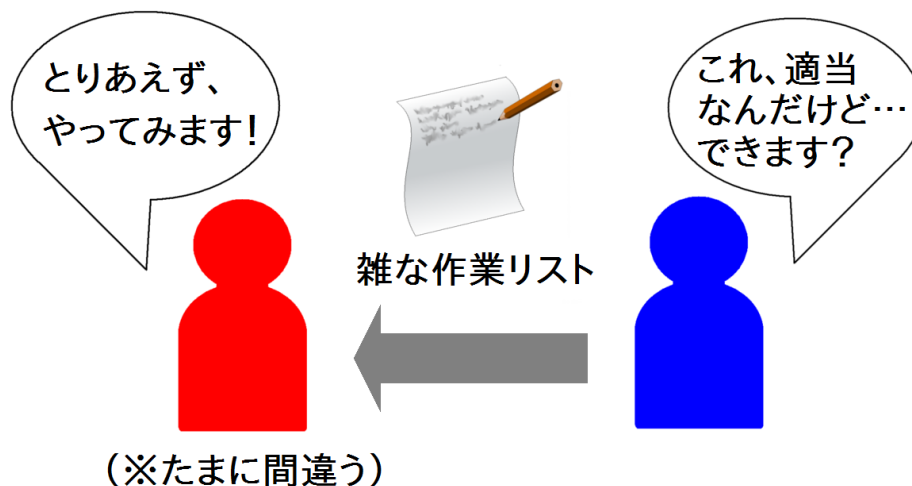 とりあえず、
やってみます！
これ、適当
なんだけど…
できます？
雑な作業リスト
（※たまに間違う）